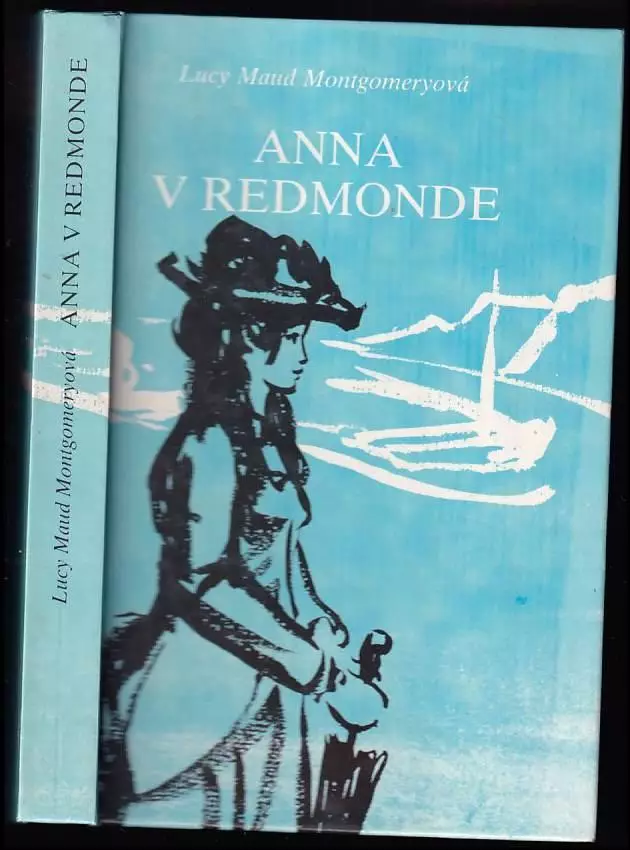 Lucy Maud Montgomeryová
ANNA
V REDMONDE
Lucy Maud Montgomeryová ANNA V REDMONDE